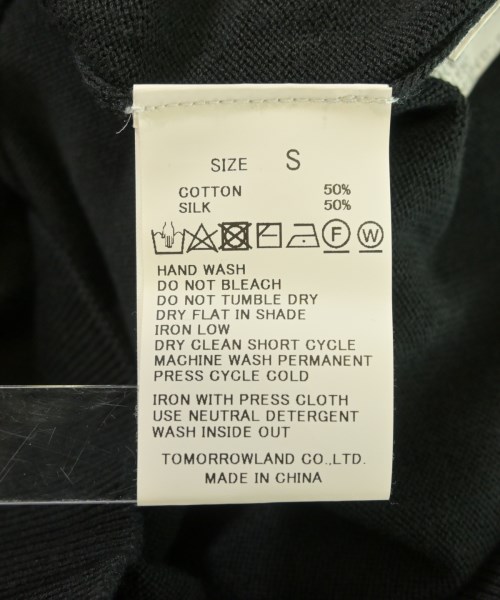 SIZE S
COTTON 50%
SILK 50%
F W
HAND WASH
DO NOT BLEACH
DO NOT TUMBLE DRY
DRY FLAT IN SHADE
IRON LOW
DRY CLEAN SHORT CYCLE
MACHINE WASH PERMANENT
PRESS CYCLE COLD
IRON WITH PRESS CLOTH
USE NEUTRAL DETERGENT
WASH INSIDE OUT
TOMORROWLAND CO.,LTD.
MADE IN CHINA